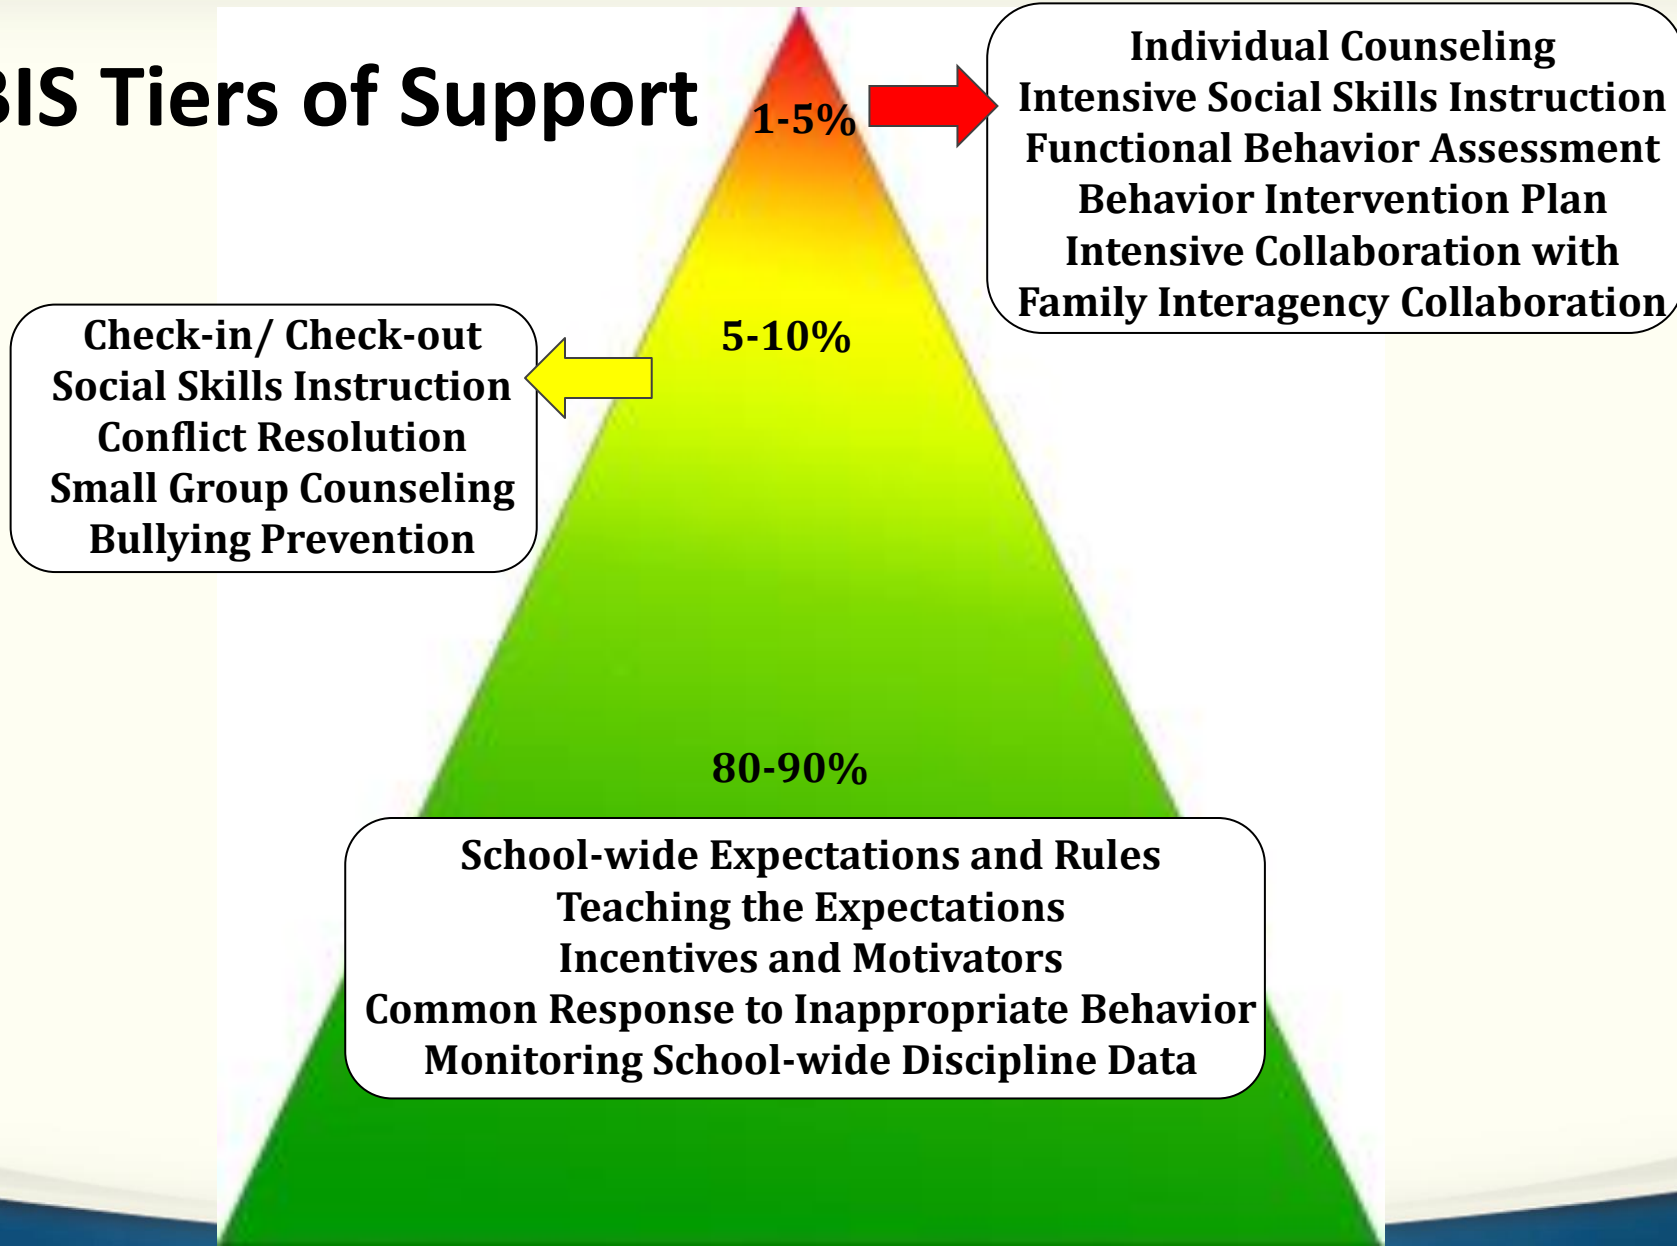 BIS Tiers of Support
1-5%
Individual Counseling
Intensive Social Skills Instruction
Functional Behavior Assessment
Behavior Intervention Plan
Intensive Collaboration with
Family Interagency Collaboration
5-10%
Check-in/ Check-out
Social Skills Instruction
Conflict Resolution
Small Group Counseling
Bullying Prevention
80-90%
School-wide Expectations and Rules
Teaching the Expectations
Incentives and Motivators
Common Response to Inappropriate Behavior
Monitoring School-wide Discipline Data